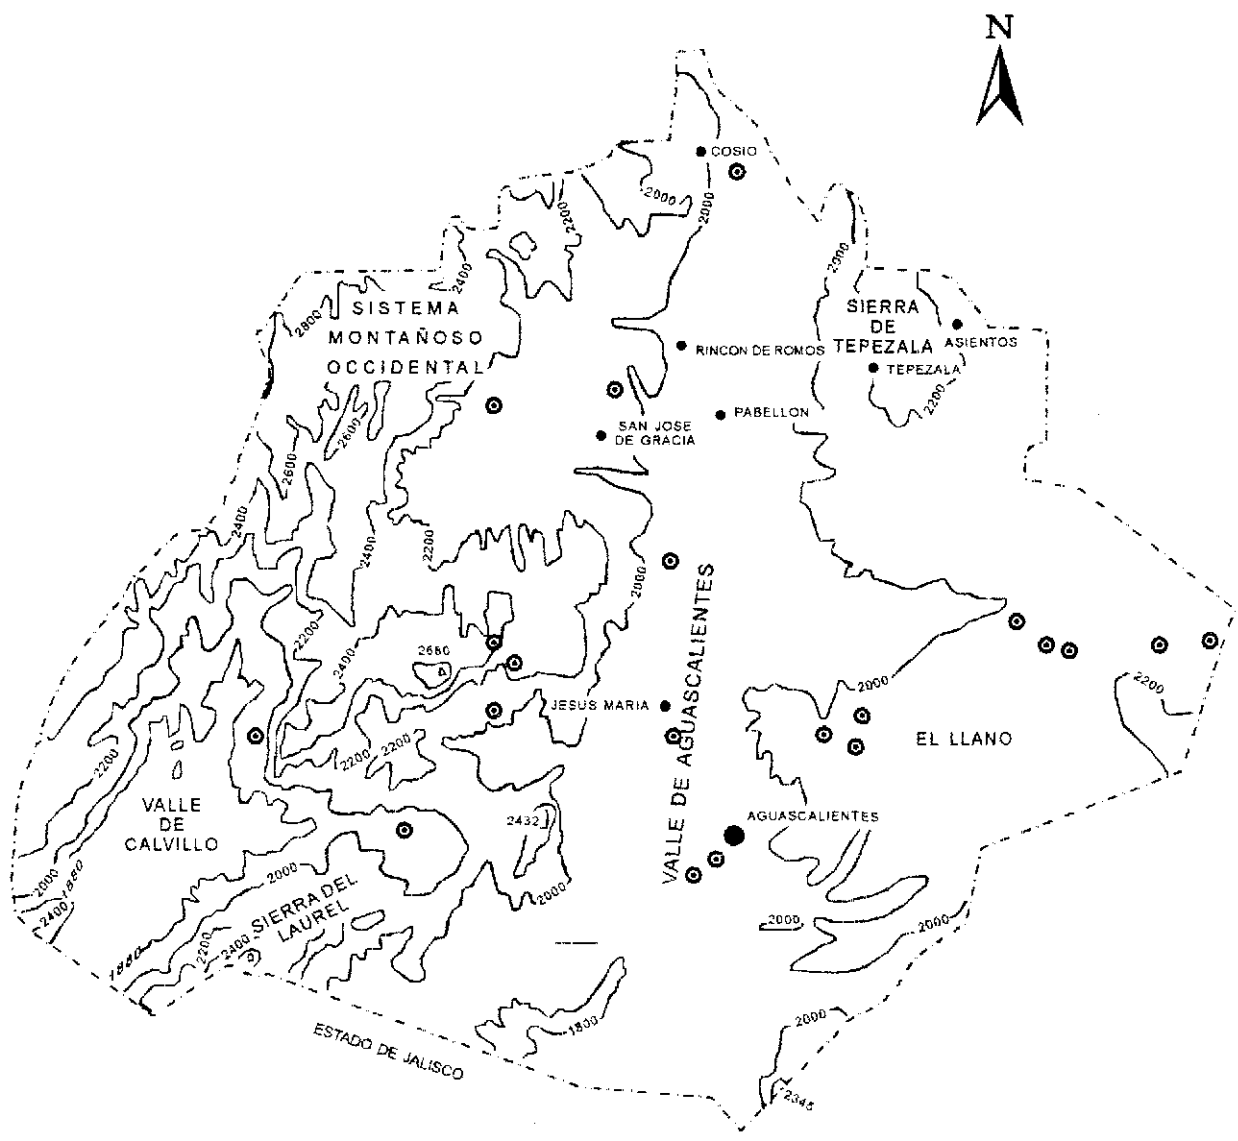 N
COSIO
2000
2000
2200
2400
2000
2800
SISTEMA
MONTAÑOSO
OCCIDENTAL
SIERRA
DE
TEPEZALA
ASIENTOS
RINCON DE ROMOS
TEPEZALA
2200
PABELLON
SAN JOSE
DE GRACIA
2600
2600
2400
2400
2200
2000
VALLE DE AGUASCALIENTES
2200
2400
2680
2200
2000
JESUS MARIA
EL LLANO
2200
2200
2200
VALLE
DE
CALVILLO
2432
AGUASCALIENTES
2000
1880
2400
2000
SIERRA DEL
LAUREL
2000
2000
2000
1880
2200
2400
2000
1800
ESTADO DE JALISCO
2345